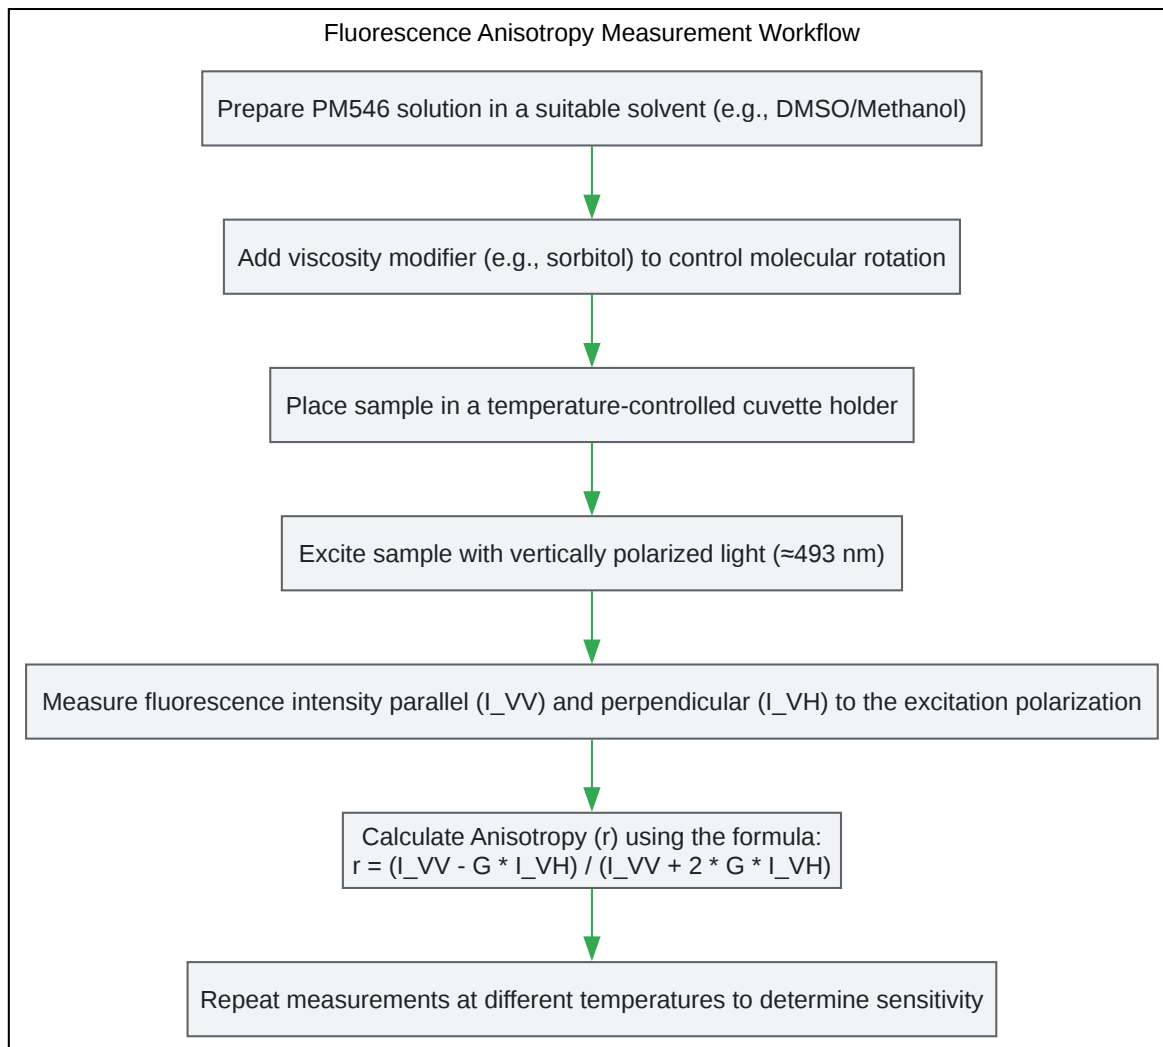 Fluorescence Anisotropy Measurement Workflow
Prepare PM546 solution in a suitable solvent (e.g., DMSO/Methanol)
Add viscosity modifier (e.g., sorbitol) to control molecular rotation
Place sample in a temperature-controlled cuvette holder
Excite sample with vertically polarized light (≈493 nm)
Measure fluorescence intensity parallel (I_VV) and perpendicular (I_VH) to the excitation polarization
Calculate Anisotropy (r) using the formula:
r = (I_VV - G * I_VH) / (I_VV + 2 * G * I_VH)
Repeat measurements at different temperatures to determine sensitivity